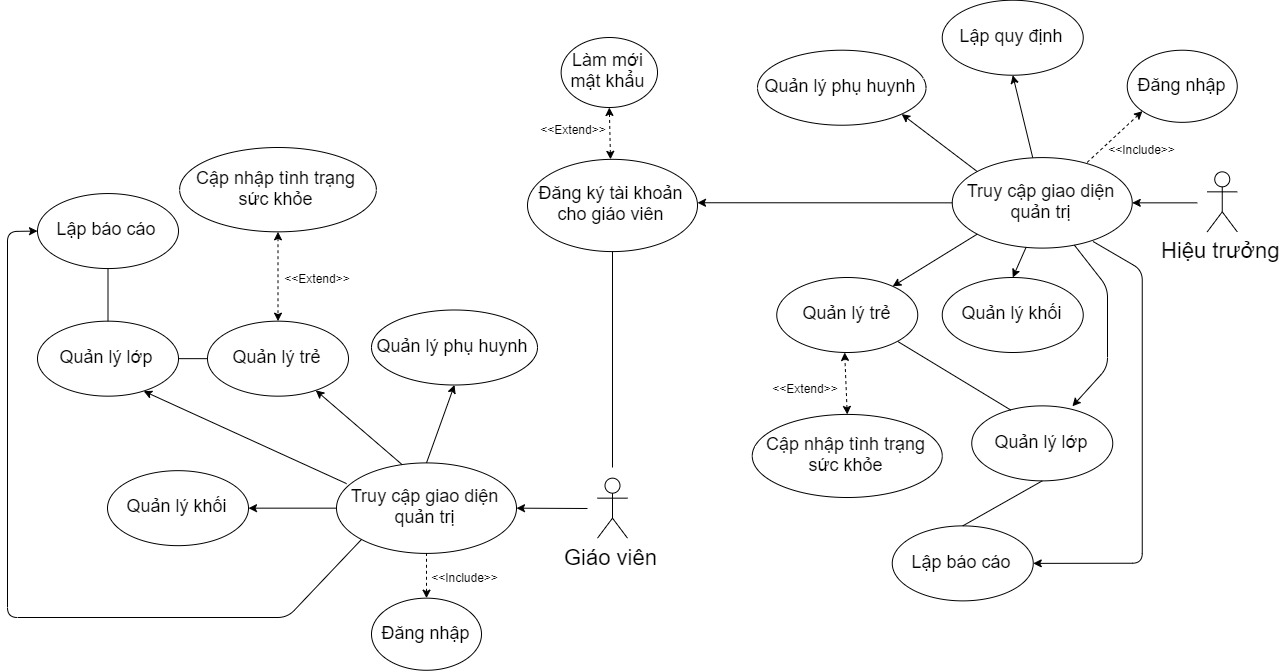 Lập quy định
Làm mới
mật khẩu
Quản lý phụ huynh
Đăng nhập
<<Extend>>
<<Include>>
Cập nhập tình trạng
sức khỏe
Đăng ký tài khoản
cho giáo viên
Truy cập giao diện
quản trị
Hiệu trưởng
Lập báo cáo
<<Extend>>
Quản lý trẻ
Quản lý khối
Quản lý lớp
Quản lý trẻ
Quản lý phụ huynh
<<Extend>>
Cập nhập tình trạng
sức khỏe
Quản lý lớp
Truy cập giao diện
quản trị
Quản lý khối
Giáo viên
Lập báo cáo
<<Include>>
Đăng nhập